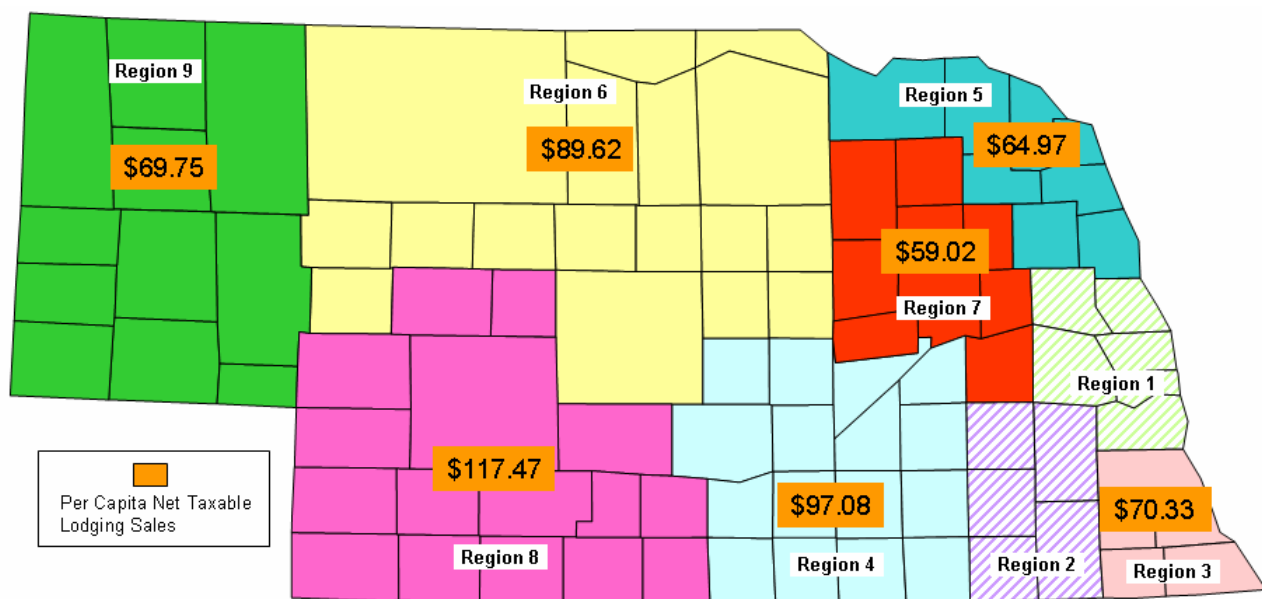 Region 9
$69.75
Region 6
$89.62
Region 5
$64.97
$59.02
Region 7
Region 1
$117.47
Region 8
$97.08
Region 4
Region 2
$70.33
Region 3
Per Capita Net Taxable
Lodging Sales